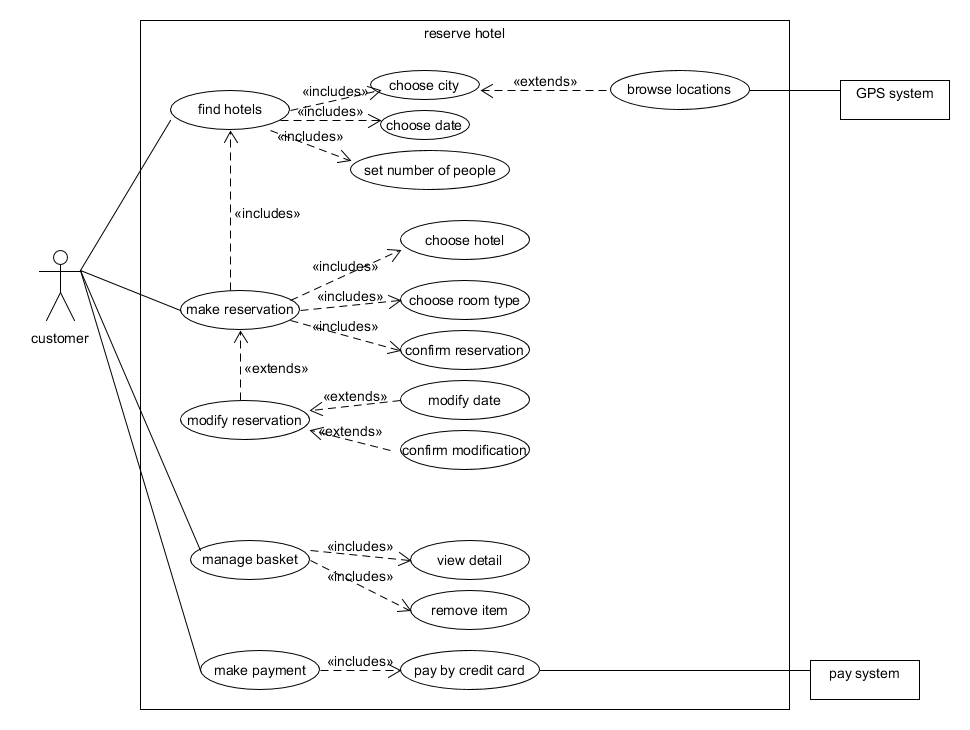 reserve hotel
choose city
«extends»
browse locations
GPS system
find hotels
«includes»
«includes»
choose date
«includes»
set number of people
«includes»
choose hotel
«includes»
make reservation
«includes»
choose room type
«includes»
confirm reservation
customer
«extends»
modify reservation
«extends»
modify date
«extends»
confirm modification
manage basket
«includes»
view detail
«includes»
remove item
make payment
«includes»
pay by credit card
pay system